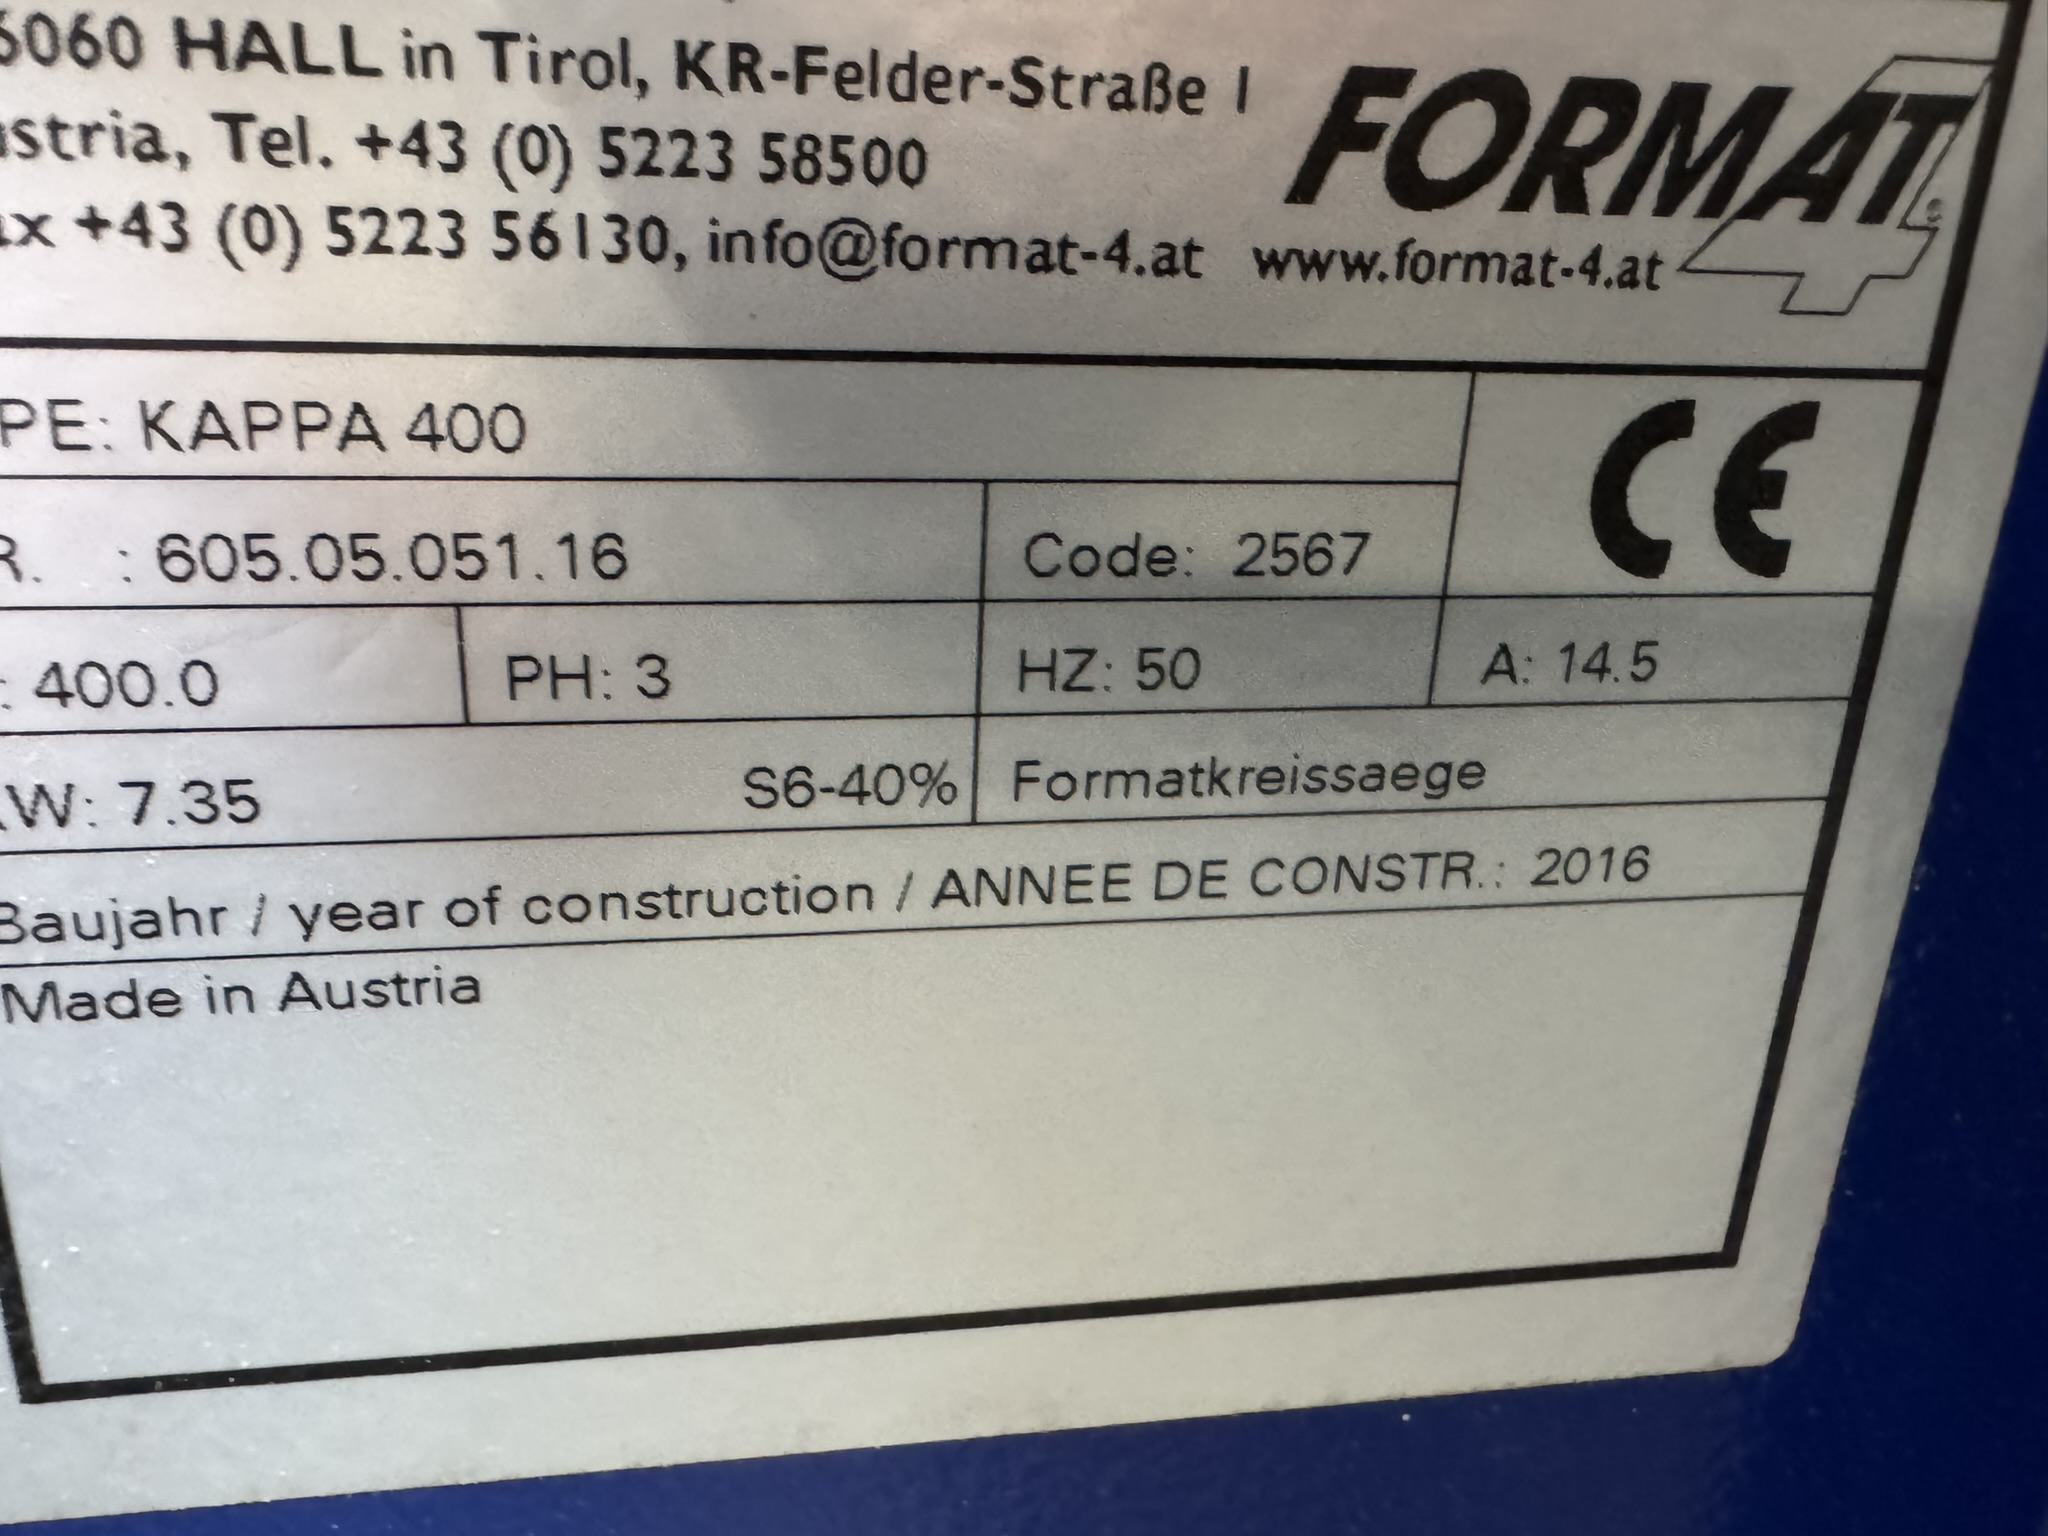 6060 HALL in Tirol, KR-Felder-Straße 1
ustria, Tel. +43 (0) 5223 58500
ax +43 (0) 5223 56130, info@format-4.at www.format-4.at
FORMAT 4
PE: KAPPA 400
CE
R. : 605.05.051.16 Code: 2567
: 400.0 PH: 3 HZ: 50 A: 14.5
W: 7.35 S6-40% Formatkreissaege
Baujahr / year of construction / ANNEE DE CONSTR.: 2016
Made in Austria